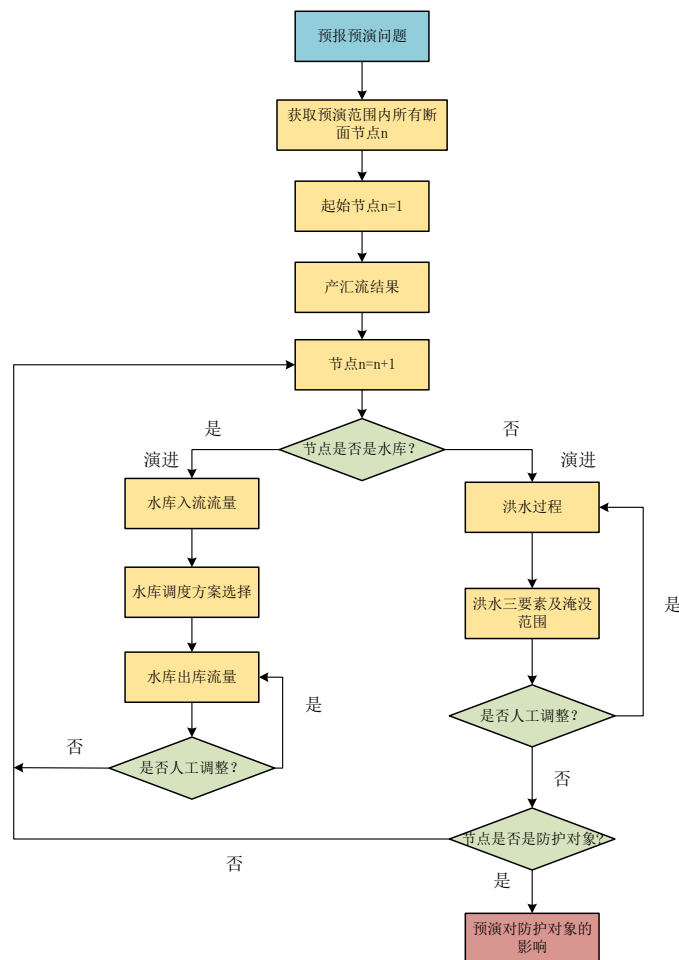 预报预演问题
获取预演范围内所有断
面节点n
起始节点n=1
产汇流结果
节点n=n+1
是
节点是否是水库?
否
演进
演进
水库入流流量
洪水过程
水库调度方案选择
洪水三要素及淹没
范围
是
水库出库流量
是
是否人工调整?
否
是否人工调整?
否
节点是否是防护对象?
否
是
预演对防护对象的
影响